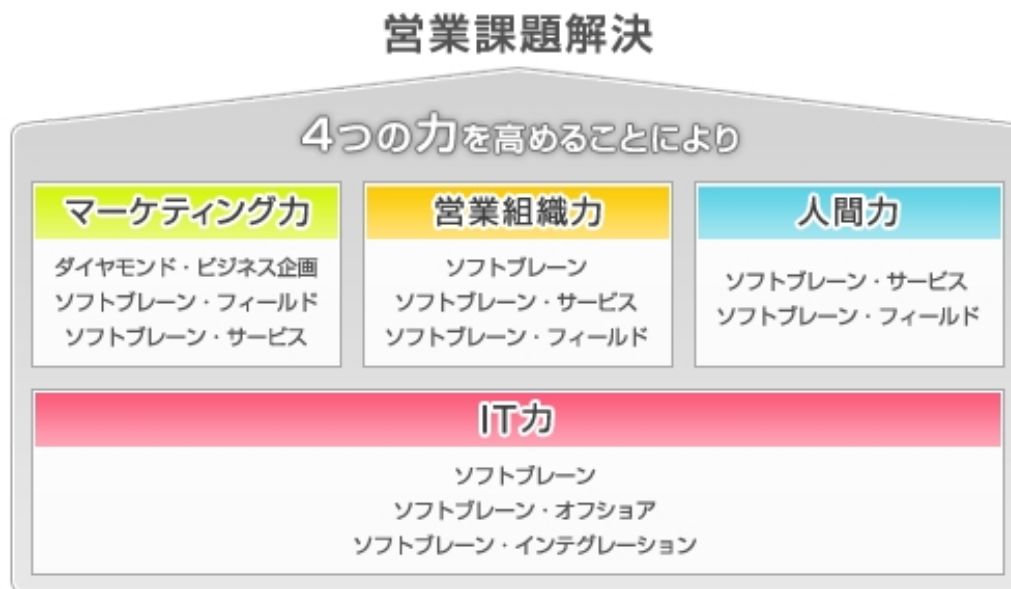 営業課題解決
4つの力を高めることにより
マーケティング力
ダイヤモンド・ビジネス企画
ソフトブレーン・フィールド
ソフトブレーン・サービス
営業組織力
ソフトブレーン
ソフトブレーン・サービス
ソフトブレーン・フィールド
人間力
ソフトブレーン・サービス
ソフトブレーン・フィールド
IT力
ソフトブレーン
ソフトブレーン・オフショア
ソフトブレーン・インテグレーション